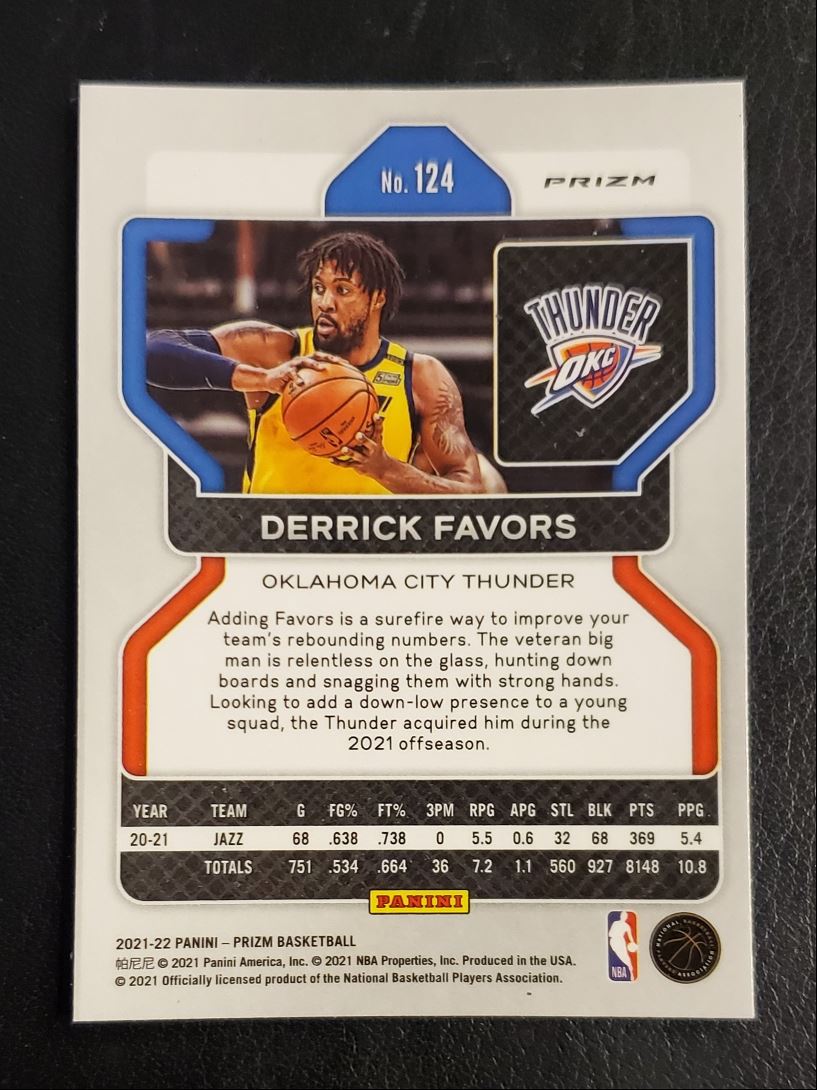 No. 124
PRIZM
THUNDER
OKC
DERRICK FAVORS
OKLAHOMA CITY THUNDER
Adding Favors is a surefire way to improve your
team's rebounding numbers. The veteran big
man is relentless on the glass, hunting down
boards and snagging them with strong hands.
Looking to add a down-low presence to a young
squad, the Thunder acquired him during the
2021 offseason.
YEAR TEAM G FG% FT% 3PM RPG APG STL BLK PTS PPG
20-21 JAZZ 68 .638 .738 0 5.5 0.6 32 68 369 5.4
TOTALS 751 .534 .664 36 7.2 1.1 560 927 8148 10.8
PANINI
2021-22 PANINI – PRIZM BASKETBALL
帕尼尼 © 2021 Panini America, Inc. © 2021 NBA Properties, Inc. Produced in the USA.
© 2021 Officially licensed product of the National Basketball Players Association.
NBA
NATIONAL BASKETBALL
PLAYERS ASSOCIATION